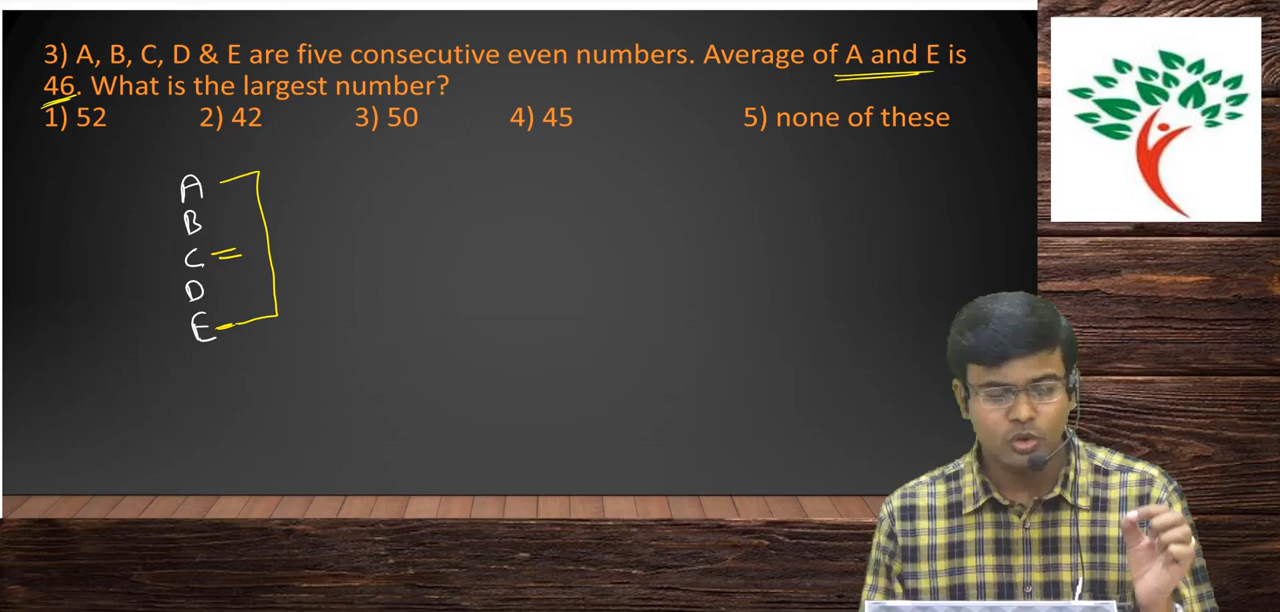 3) A, B, C, D & E are five consecutive even numbers. Average of A and E is
46. What is the largest number?
1) 52 2) 42 3) 50 4) 45 5) none of these
A
B
C =
D
E